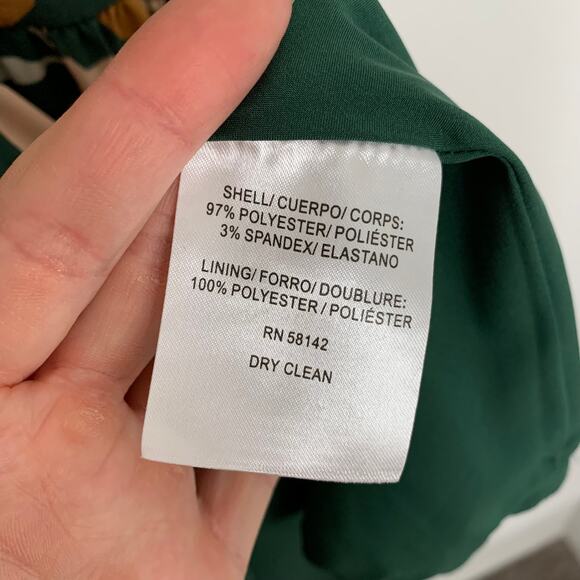 SHELL/ CUERPO/ CORPS:
97% POLYESTER/ POLIÉSTER
3% SPANDEX/ ELASTANO
LINING/ FORRO/ DOUBLURE:
100% POLYESTER/ POLIÉSTER
RN 58142
DRY CLEAN